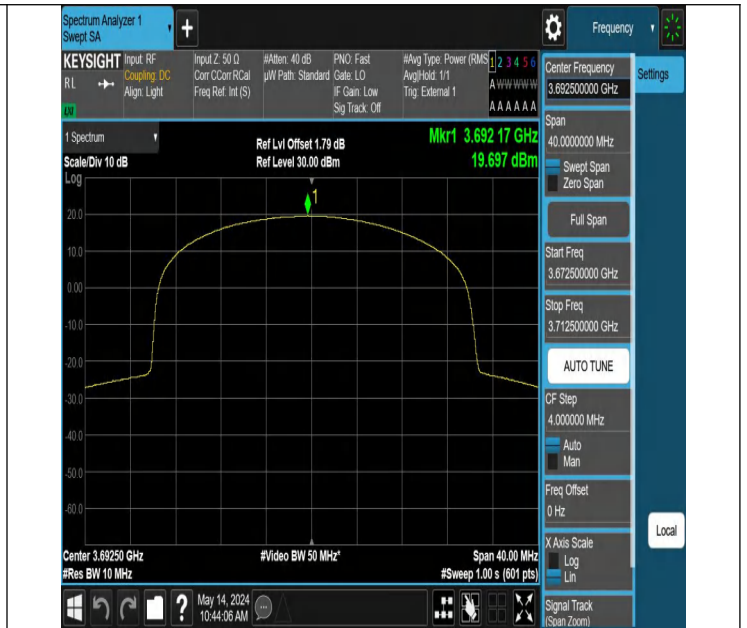 Spectrum Analyzer 1
Swept SA
Frequency
KEYSIGHT
RL
Input: RF
Coupling: DC
Align: Light
Input Z: 50 Ω
Corr CCorr RCal
Freq Ref: Int (S)
#Atten: 40 dB
µW Path: Standard
PNO: Fast
Gate: LO
IF Gain: Low
Sig Track: Off
#Avg Type: Power (RMS
Avg|Hold: 1/1
Trig: External 1
1 2 3 4 5 6
A W W W W W
A A A A A A
1 Spectrum
Scale/Div 10 dB
Ref Lvl Offset 1.79 dB
Ref Level 30.00 dBm
Mkr1 3.692 17 GHz
19.697 dBm
Log
1
20.0
10.0
0.00
-10.0
-20.0
-30.0
-40.0
-50.0
-60.0
Center 3.69250 GHz
#Video BW 50 MHz*
Span 40.00 MHz
#Res BW 10 MHz
#Sweep 1.00 s (601 pts)
?
May 14, 2024
10:44:06 AM
Center Frequency
3.692500000 GHz
Settings
Span
40.0000000 MHz
Swept Span
Zero Span
Full Span
Start Freq
3.672500000 GHz
Stop Freq
3.712500000 GHz
AUTO TUNE
CF Step
4.000000 MHz
Auto
Man
Freq Offset
0 Hz
X Axis Scale
Log
Lin
Local
Signal Track
(Span Zoom)